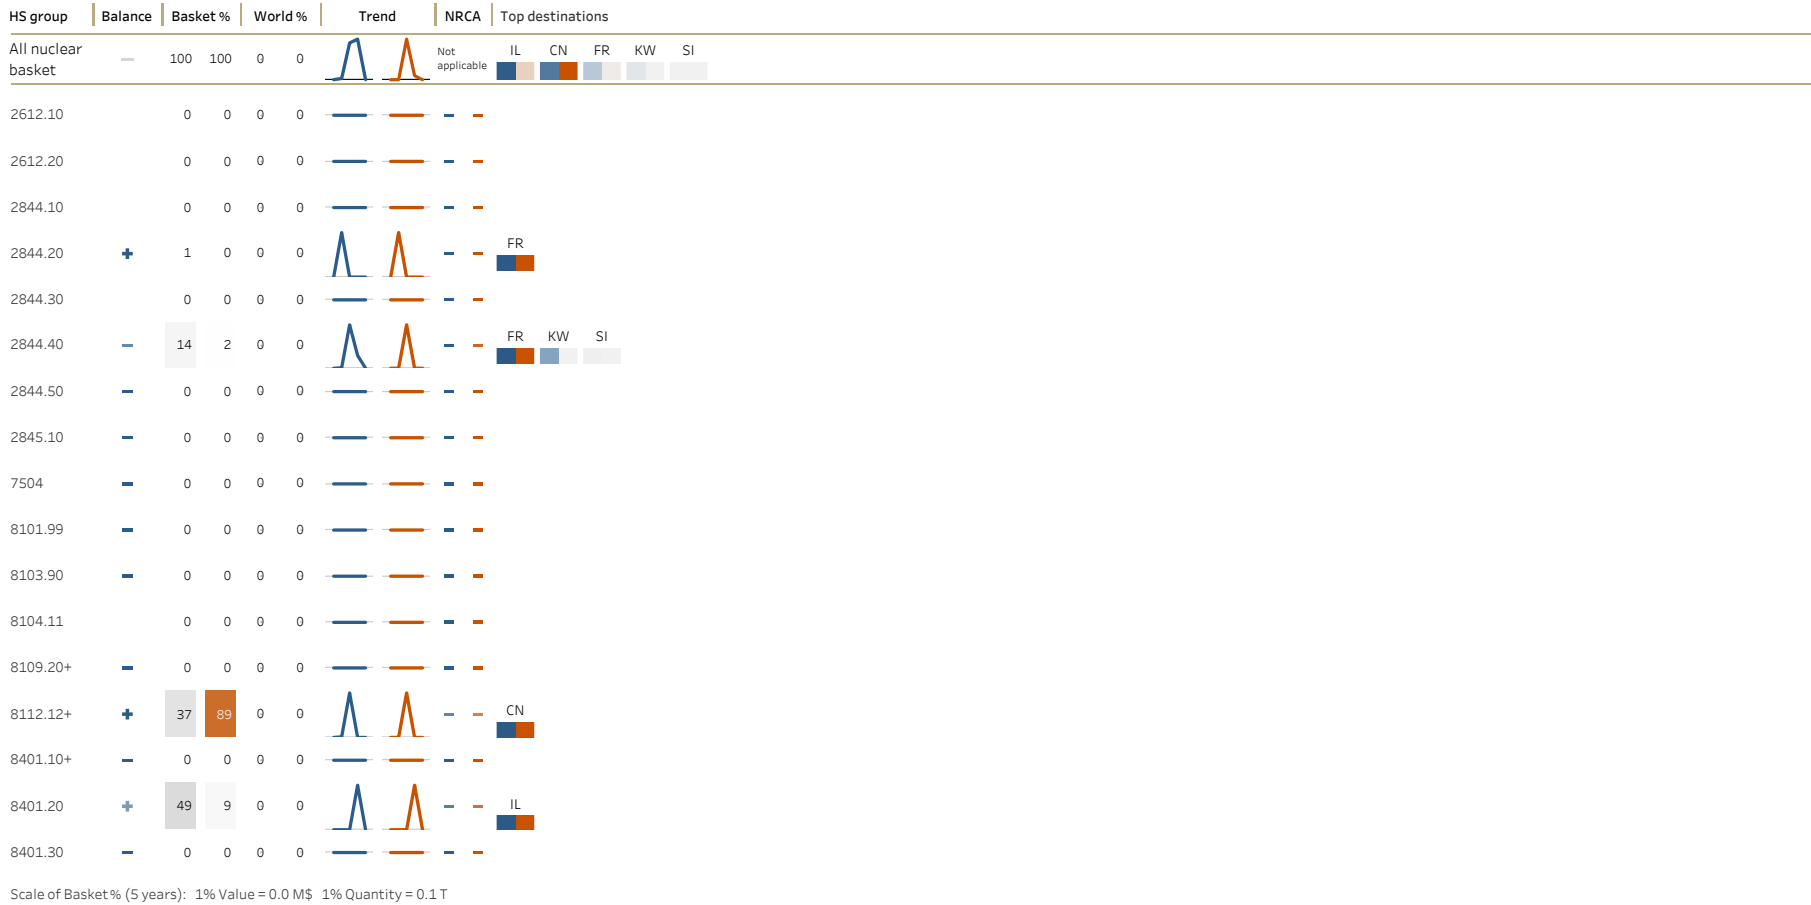 HS group Balance Basket % World % Trend NRCA Top destinations
All nuclear basket 100 100 0 0 Not applicable IL CN FR KW SI
2612.10 0 0 0 0
2612.20 0 0 0 0
2844.10 0 0 0 0
2844.20 1 0 0 0 FR
2844.30 0 0 0 0
2844.40 14 2 0 0 FR KW SI
2844.50 0 0 0 0
2845.10 0 0 0 0
7504 0 0 0 0
8101.99 0 0 0 0
8103.90 0 0 0 0
8104.11 0 0 0 0
8109.20+ 0 0 0 0
8112.12+ 37 89 0 0 CN
8401.10+ 0 0 0 0
8401.20 49 9 0 0 IL
8401.30 0 0 0 0
Scale of Basket% (5 years): 1% Value = 0.0 M$ 1% Quantity = 0.1 T